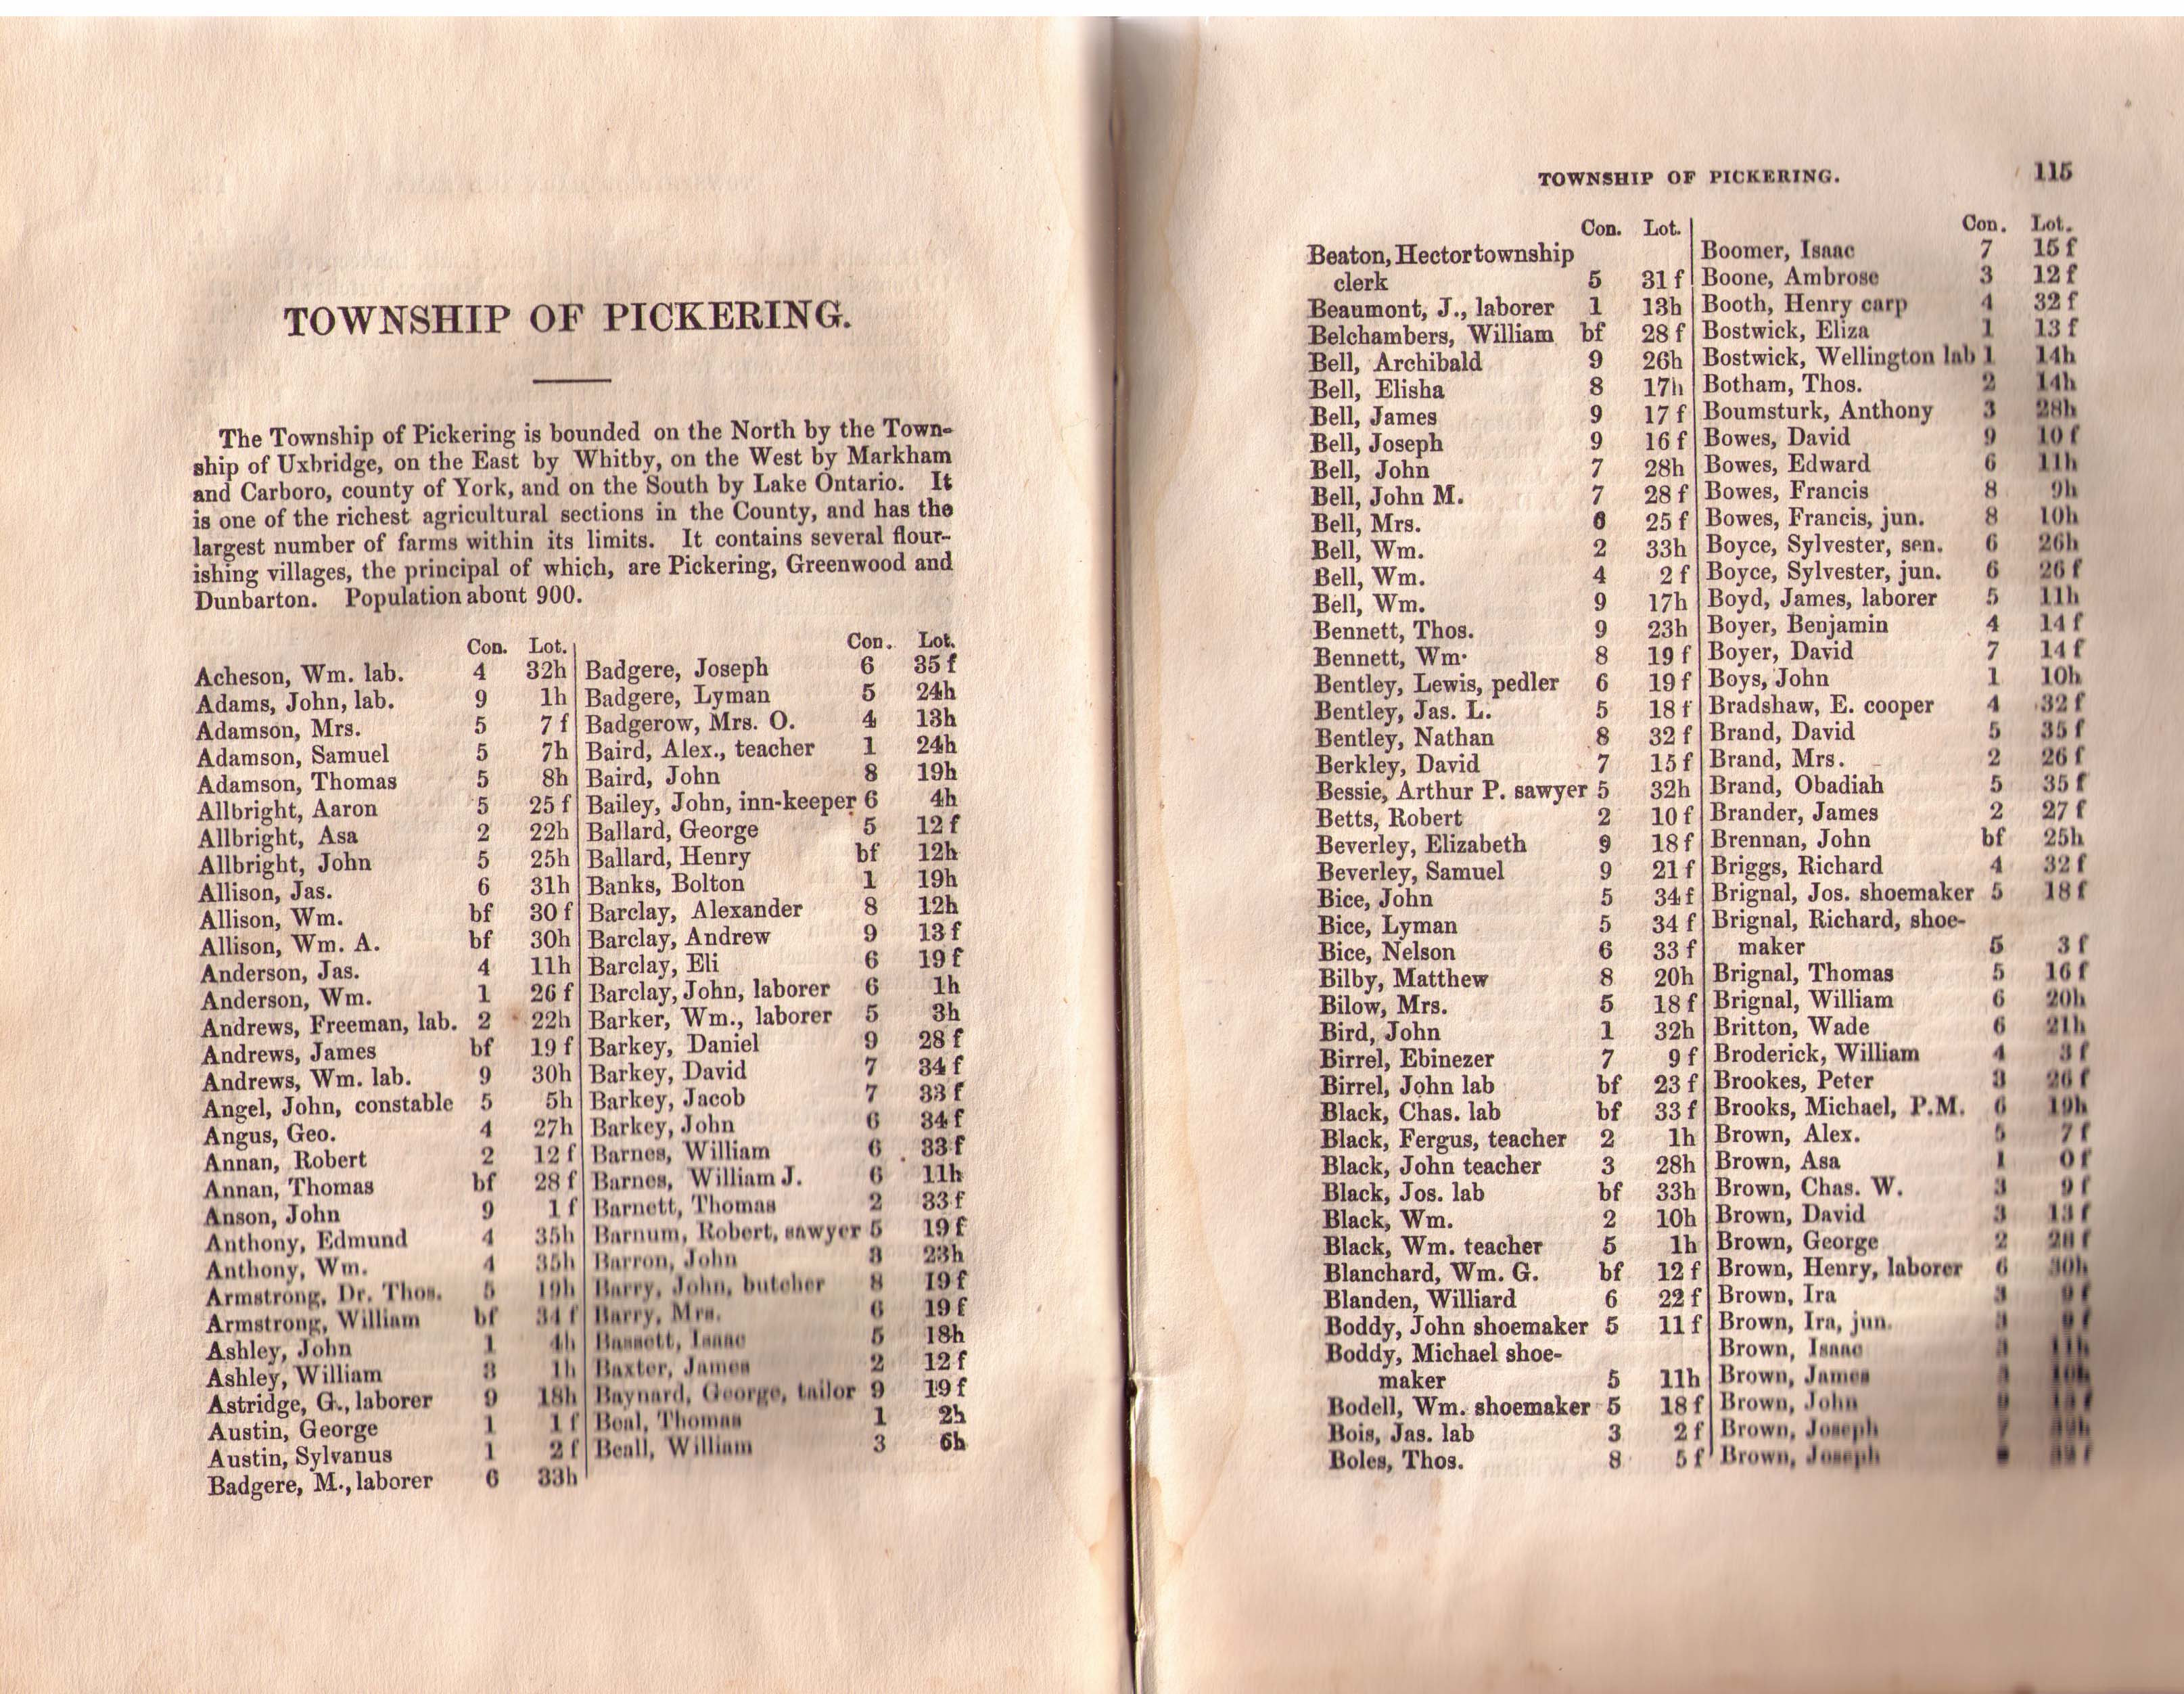 TOWNSHIP OF PICKERING.
The Township of Pickering is bounded on the North by the Town-
ship of Uxbridge, on the East by Whitby, on the West by Markham
and Carboro, county of York, and on the South by Lake Ontario. It
is one of the richest agricultural sections in the County, and has the
largest number of farms within its limits. It contains several flour-
ishing villages, the principal of which, are Pickering, Greenwood and
Dunbarton. Population about 900.
Con. Lot.
Acheson, Wm. lab. 4 32h
Adams, John, lab. 9 1h
Adamson, Mrs. 5 7 f
Adamson, Samuel 5 7h
Adamson, Thomas 5 8h
Allbright, Aaron 5 25 f
Allbright, Asa 2 22h
Allbright, John 5 25h
Allison, Jas. 6 31h
Allison, Wm. bf 30 f
Allison, Wm. A. bf 30h
Anderson, Jas. 4 11h
Anderson, Wm. 1 26 f
Andrews, Freeman, lab. 2 22h
Andrews, James bf 19 f
Andrews, Wm. lab. 9 30h
Angel, John, constable 5 5h
Angus, Geo. 4 27h
Annan, Robert 2 12 f
Annan, Thomas bf 28 f
Anson, John 9 1 f
Anthony, Edmund 4 35h
Anthony, Wm. 4 35h
Armstrong, Dr. Thos. 5 19h
Armstrong, William bf 34 f
Ashley, John 1 4h
Ashley, William 3 1h
Astridge, G., laborer 9 18h
Austin, George 1 1 f
Austin, Sylvanus 1 2 f
Badgere, M., laborer 6 33h
Con. Lot.
Badgere, Joseph 6 35 f
Badgere, Lyman 5 24h
Badgerow, Mrs. O. 4 13h
Baird, Alex., teacher 1 24h
Baird, John 8 19h
Bailey, John, inn-keeper 6 4h
Ballard, George 5 12 f
Ballard, Henry bf 12h
Banks, Bolton 1 19h
Barclay, Alexander 8 12h
Barclay, Andrew 9 13 f
Barclay, Eli 6 19 f
Barclay, John, laborer 6 1h
Barker, Wm., laborer 5 3h
Barkey, Daniel 9 28 f
Barkey, David 7 34 f
Barkey, Jacob 7 33 f
Barkey, John 6 34 f
Barnes, William 6 33 f
Barnes, William J. 6 11h
Barnett, Thomas 2 33 f
Barnum, Robert, sawyer 5 19 f
Barron, John 23h
Barry, John, butcher 8 19 f
Barry, Mrs. 6 19 f
Bassett, Isaac 5 18h
Baxter, James 2 12 f
Baynard, George, tailor 9 19 f
Beal, Thomas 1 2h
Beall, William 3 6h
TOWNSHIP OF PICKERING. 115
Con. Lot.
Beaton, Hector township
clerk 5 31 f
Beaumont, J., laborer 1 13h
Belchambers, William bf 28 f
Bell, Archibald 9 26h
Bell, Elisha 8 17h
Bell, James 9 17 f
Bell, Joseph 9 16 f
Bell, John 7 28h
Bell, John M. 7 28 f
Bell, Mrs. 6 25 f
Bell, Wm. 2 33h
Bell, Wm. 4 2 f
Bell, Wm. 9 17h
Bennett, Thos. 9 23h
Bennett, Wm· 8 19 f
Bentley, Lewis, pedler 6 19 f
Bentley, Jas. L. 5 18 f
Bentley, Nathan 8 32 f
Berkley, David 7 15 f
Bessie, Arthur P. sawyer 5 32h
Betts, Robert 2 10 f
Beverley, Elizabeth 9 18 f
Beverley, Samuel 9 21 f
Bice, John 5 34 f
Bice, Lyman 5 34 f
Bice, Nelson 6 33 f
Bilby, Matthew 8 20h
Bilow, Mrs. 5 18 f
Bird, John 1 32h
Birrel, Ebinezer 7 9 f
Birrel, John lab bf 23 f
Black, Chas. lab bf 33 f
Black, Fergus, teacher 2 1h
Black, John teacher 3 28h
Black, Jos. lab bf 33h
Black, Wm. 2 10h
Black, Wm. teacher 5 1h
Blanchard, Wm. G. bf 12 f
Blanden, Williard 6 22 f
Boddy, John shoemaker 5 11 f
Boddy, Michael shoe-
maker 5 11h
Bodell, Wm. shoemaker 5 18 f
Bois, Jas. lab 3 2 f
Boles, Thos. 8 5 f
Con. Lot.
Boomer, Isaac 7 15 f
Boone, Ambrose 3 12 f
Booth, Henry carp 4 32 f
Bostwick, Eliza 1 13 f
Bostwick, Wellington lab 1 14h
Botham, Thos. 2 14h
Boumsturk, Anthony 3 28h
Bowes, David 9 10 f
Bowes, Edward 6 11h
Bowes, Francis 8 9h
Bowes, Francis, jun. 8 10h
Boyce, Sylvester, sen. 6 26h
Boyce, Sylvester, jun. 6 26 f
Boyd, James, laborer 5 11h
Boyer, Benjamin 4 14 f
Boyer, David 7 14 f
Boys, John 1 10h
Bradshaw, E. cooper 4 32 f
Brand, David 5 35 f
Brand, Mrs. 2 26 f
Brand, Obadiah 5 35 f
Brander, James 2 27 f
Brennan, John bf 25h
Briggs, Richard 4 32 f
Brignal, Jos. shoemaker 5 18 f
Brignal, Richard, shoe-
maker 5 3 f
Brignal, Thomas 5 16 f
Brignal, William 6 20h
Britton, Wade 6 21h
Broderick, William 4 3 f
Brookes, Peter 3 26 f
Brooks, Michael, P.M. 6 19h
Brown, Alex. 5 7 f
Brown, Asa 1 0 f
Brown, Chas. W. 3 9 f
Brown, David 3 13 f
Brown, George 2 28 f
Brown, Henry, laborer 6 30h
Brown, Ira 3 9 f
Brown, Ira, jun. 3 9 f
Brown, Isaac 3 11h
Brown, James 3 10h
Brown, John
Brown, Joseph 7
Brown, Joseph